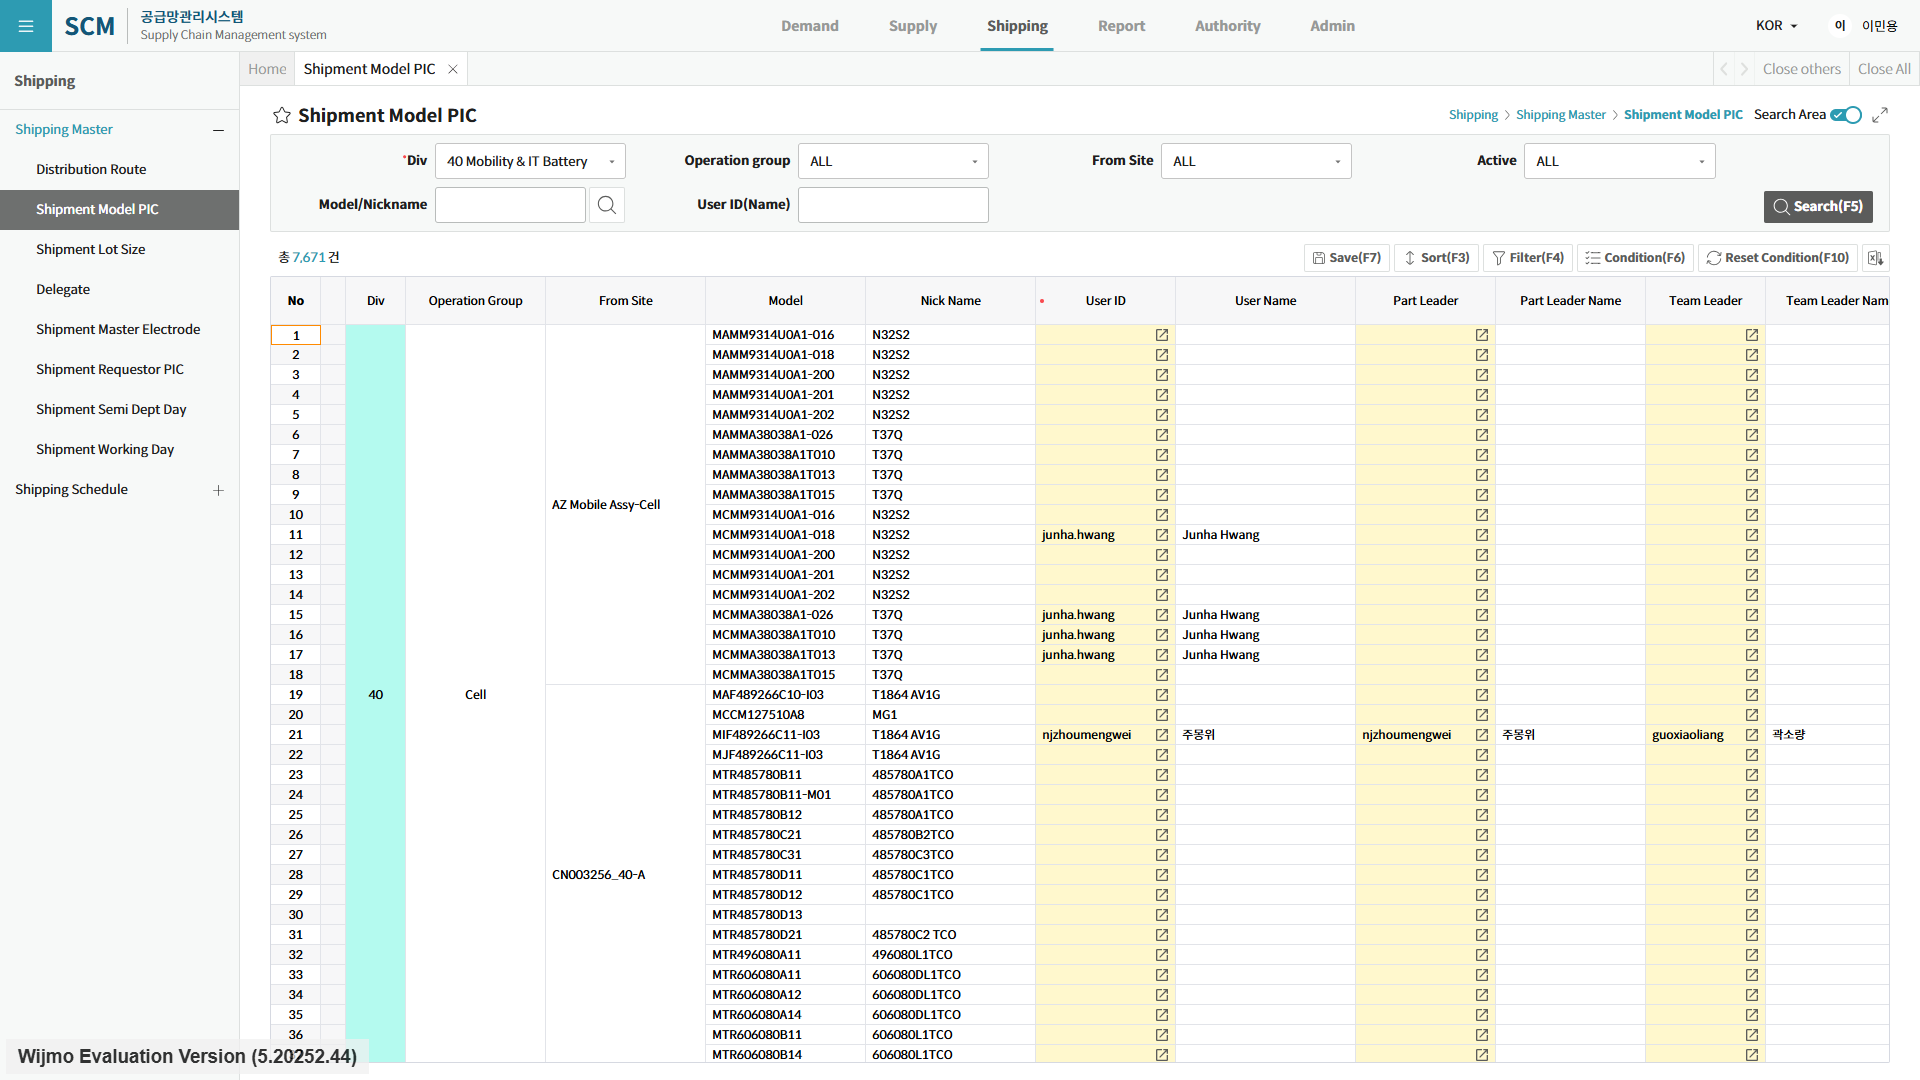 SCM 공급망관리시스템
Supply Chain Management system
Demand Supply Shipping Report Authority Admin
KOR 이 이민용
Shipping
Home Shipment Model PIC
Close others Close All
Shipping Master
Distribution Route
Shipment Model PIC
Shipment Lot Size
Delegate
Shipment Master Electrode
Shipment Requestor PIC
Shipment Semi Dept Day
Shipment Working Day
Shipping Schedule
Shipment Model PIC
Shipping > Shipping Master > Shipment Model PIC Search Area
*Div 40 Mobility & IT Battery Operation group ALL From Site ALL Active ALL
Model/Nickname User ID(Name) Search(F5)
총 7,671 건
Save(F7) Sort(F3) Filter(F4) Condition(F6) Reset Condition(F10)
No Div Operation Group From Site Model Nick Name User ID User Name Part Leader Part Leader Name Team Leader Team Leader Nam
40
Cell
AZ Mobile Assy-Cell
CN003256_40-A
1 MAMM9314U0A1-016 N32S2
2 MAMM9314U0A1-018 N32S2
3 MAMM9314U0A1-200 N32S2
4 MAMM9314U0A1-201 N32S2
5 MAMM9314U0A1-202 N32S2
6 MAMMA38038A1-026 T37Q
7 MAMMA38038A1T010 T37Q
8 MAMMA38038A1T013 T37Q
9 MAMMA38038A1T015 T37Q
10 MCMM9314U0A1-016 N32S2
11 MCMM9314U0A1-018 N32S2 junha.hwang Junha Hwang
12 MCMM9314U0A1-200 N32S2
13 MCMM9314U0A1-201 N32S2
14 MCMM9314U0A1-202 N32S2
15 MCMMA38038A1-026 T37Q junha.hwang Junha Hwang
16 MCMMA38038A1T010 T37Q junha.hwang Junha Hwang
17 MCMMA38038A1T013 T37Q junha.hwang Junha Hwang
18 MCMMA38038A1T015 T37Q
19 MAF489266C10-I03 T1864 AV1G
20 MCCM127510A8 MG1
21 MIF489266C11-I03 T1864 AV1G njzhoumengwei 주몽위 njzhoumengwei 주몽위 guoxiaoliang 곽소량
22 MJF489266C11-I03 T1864 AV1G
23 MTR485780B11 485780A1TCO
24 MTR485780B11-M01 485780A1TCO
25 MTR485780B12 485780A1TCO
26 MTR485780C21 485780B2TCO
27 MTR485780C31 485780C3TCO
28 MTR485780D11 485780C1TCO
29 MTR485780D12 485780C1TCO
30 MTR485780D13
31 MTR485780D21 485780C2 TCO
32 MTR496080A11 496080L1TCO
33 MTR606080A11 606080DL1TCO
34 MTR606080A12 606080DL1TCO
35 MTR606080A14 606080DL1TCO
36 MTR606080B11 606080L1TCO
MTR606080B14 606080L1TCO
Wijmo Evaluation Version (5.20252.44)